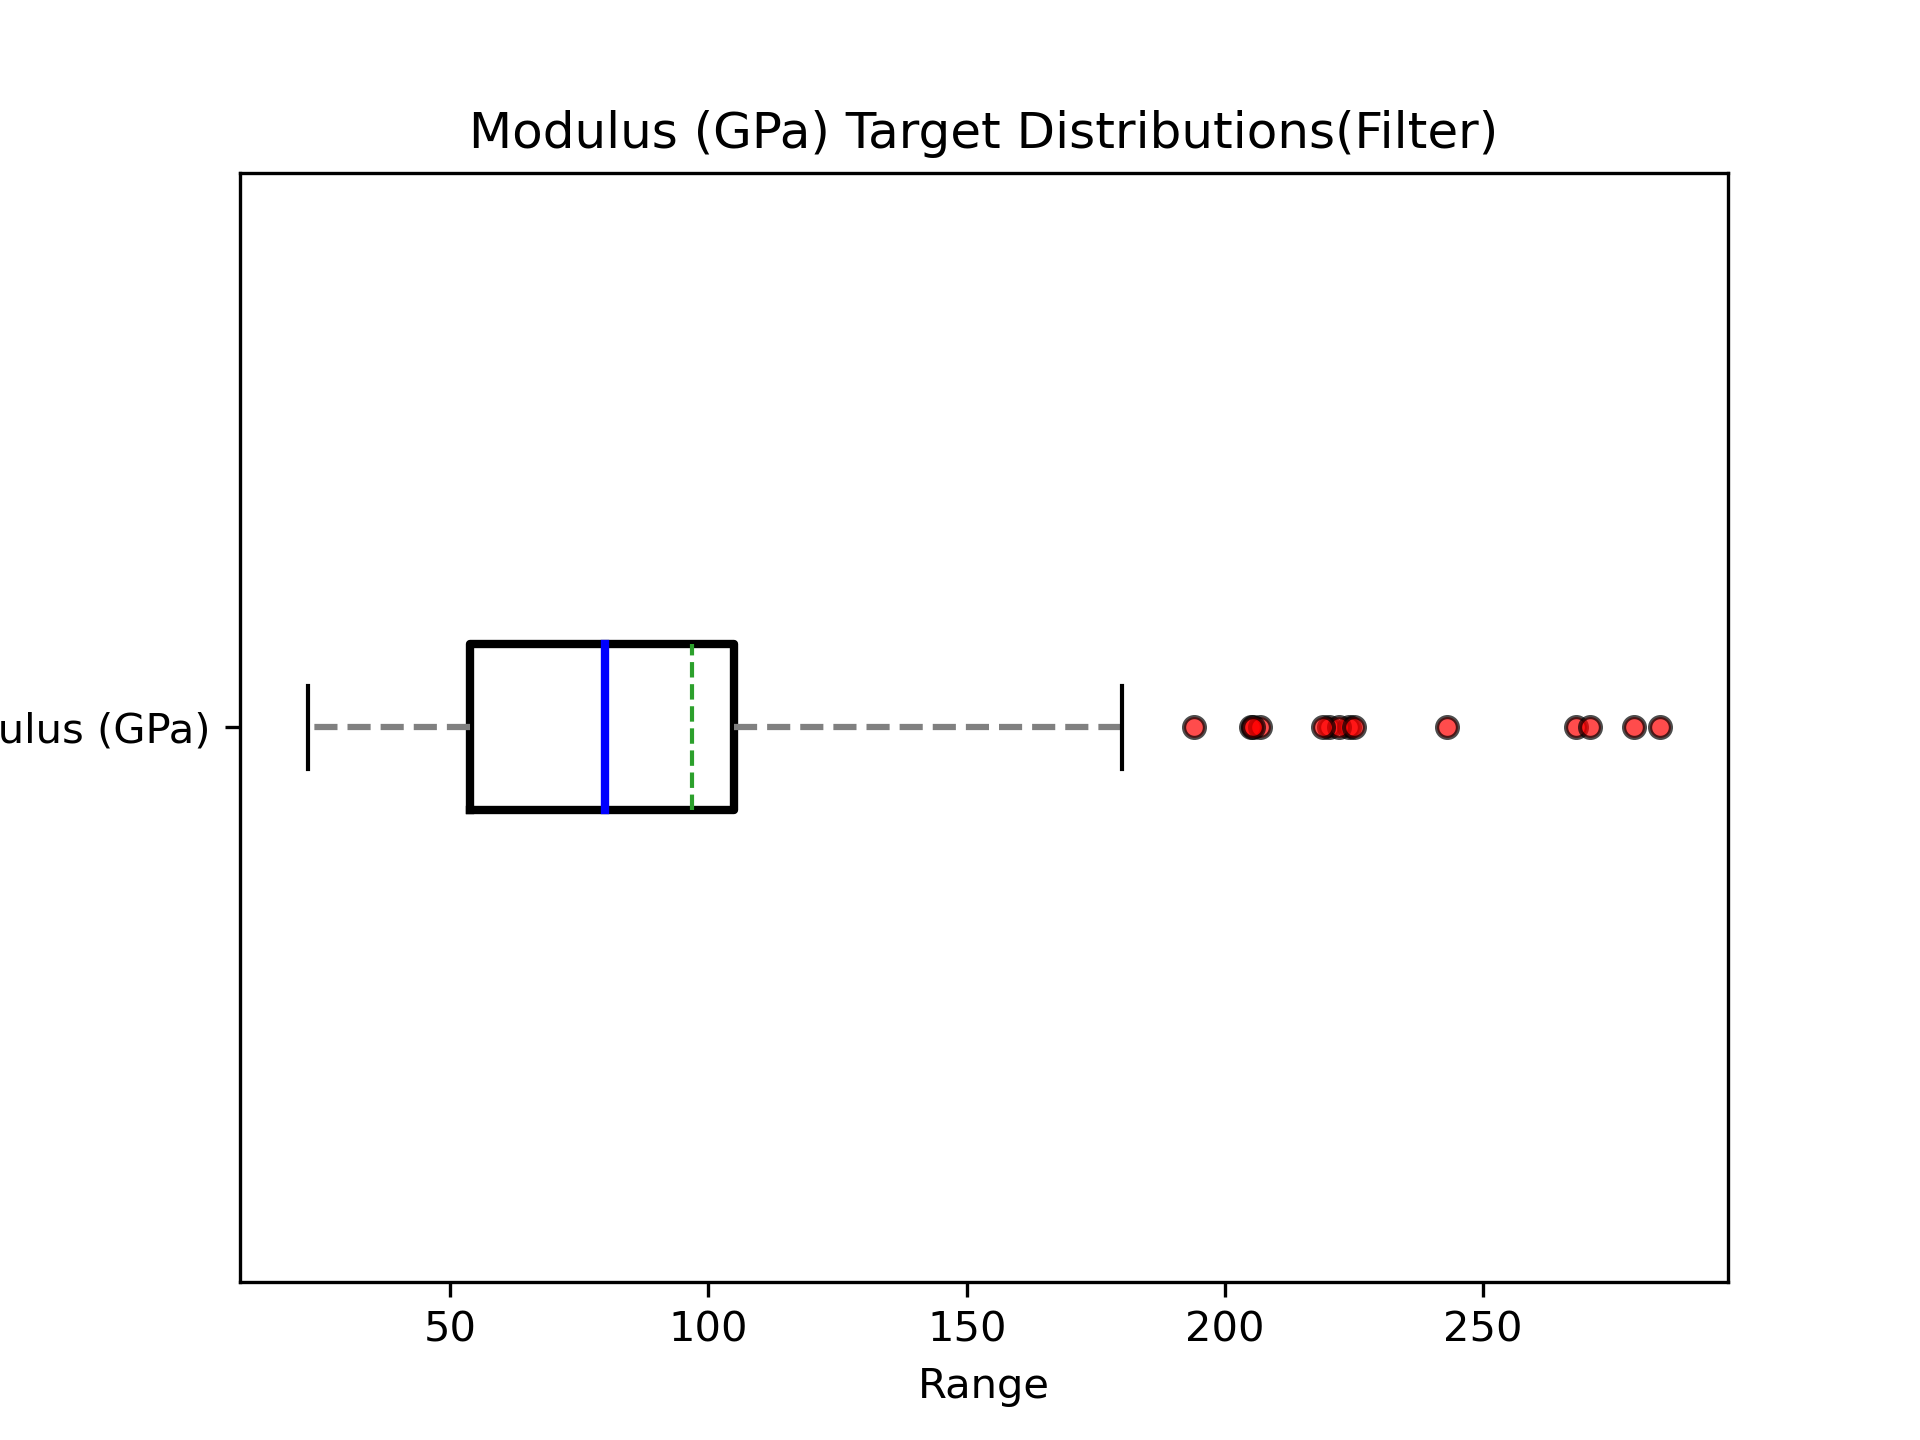 Modulus (GPa) Target Distributions(Filter)
ulus (GPa)
50 100 150 200 250
Range